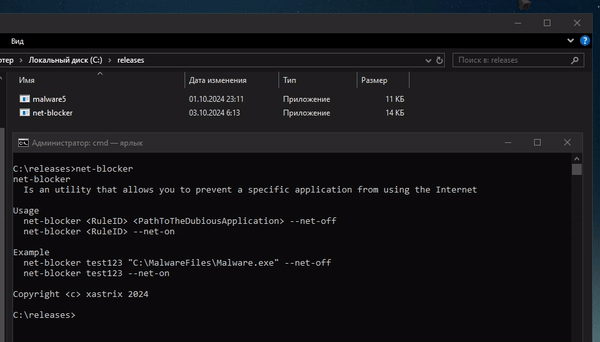 Вид
ютер
Локальный диск (C:)
releases
Поиск в: releases
Имя
Дата изменения
Тип
Размер
malware5
01.10.2024 23:11
Приложение
11 КБ
net-blocker
03.10.2024 6:13
Приложение
14 КБ
Администратор: cmd — ярлык
C:\releases>net-blocker
net-blocker
Is an utility that allows you to prevent a specific application from using the Internet
Usage
net-blocker <RuleID> <PathToTheDubiousApplication> --net-off
net-blocker <RuleID> --net-on
Example
net-blocker test123 "C:\MalwareFiles\Malware.exe" --net-off
net-blocker test123 --net-on
Copyright <c> xastrix 2024
C:\releases>